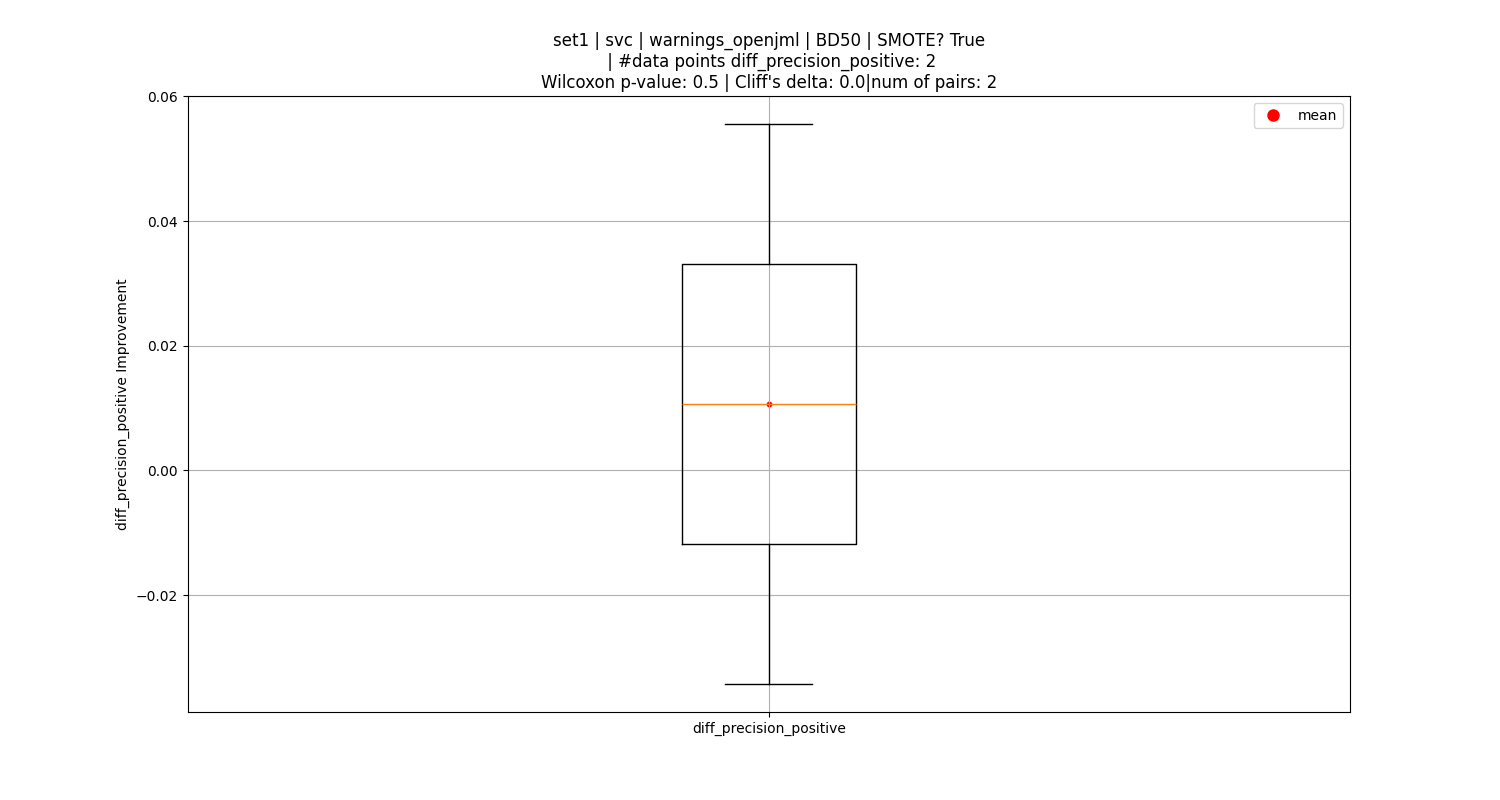 set1 | svc | warnings_openjml | BD50 | SMOTE? True
| #data points diff_precision_positive: 2
Wilcoxon p-value: 0.5 | Cliff's delta: 0.0|num of pairs: 2
mean
0.06
0.04
0.02
0.00
−0.02
diff_precision_positive Improvement
diff_precision_positive